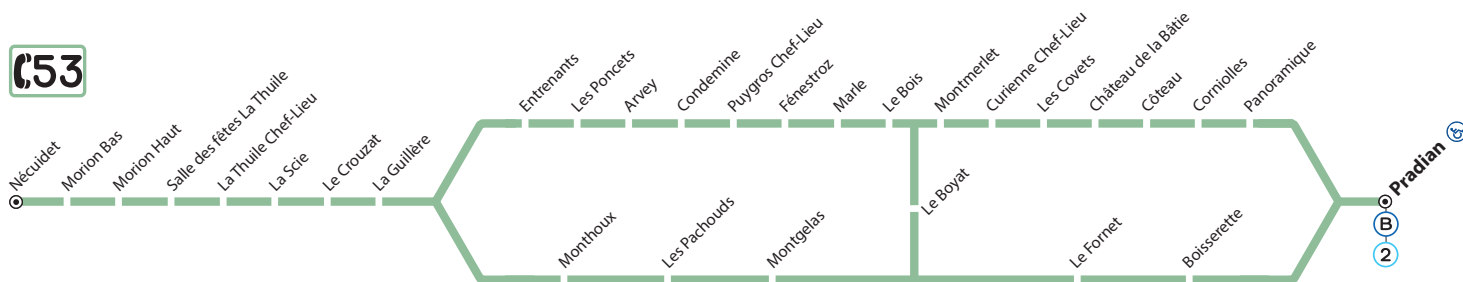 53
Nécuidet
Morion Bas
Morion Haut
Salle des fêtes La Thuile
La Thuile Chef-Lieu
La Scie
Le Crouzat
La Guillère
Entrenants
Les Poncets
Arvey
Condemine
Puygros Chef-Lieu
Fénestroz
Marle
Le Bois
Montmerlet
Curienne Chef-Lieu
Les Covets
Château de la Bâtie
Côteau
Corniolles
Panoramique
Monthoux
Les Pachouds
Montgelas
Le Boyat
Le Fornet
Boisserette
Pradian
B
2